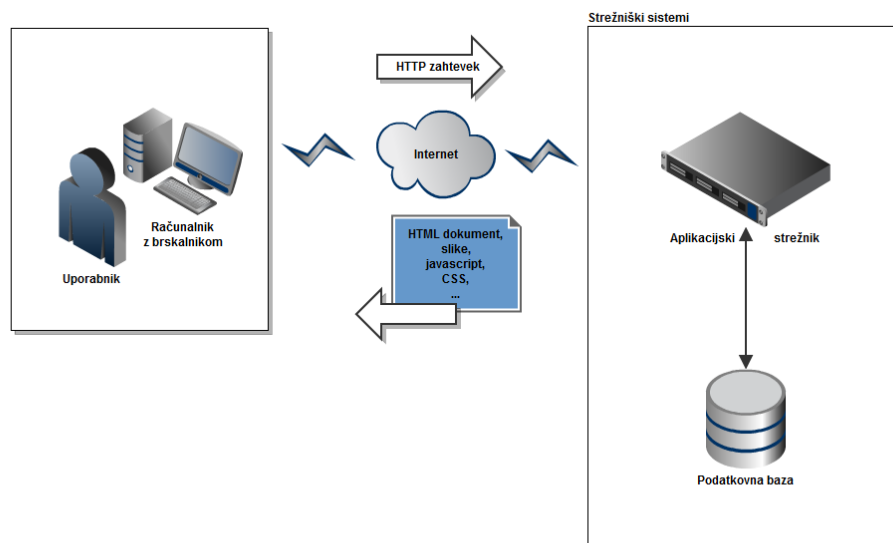 Strežniški sistemi
HTTP zahtevek
Internet
Računalnik
z brskalnikom
Uporabnik
HTML dokument,
slike,
javascript,
CSS,
...
Aplikacijski strežnik
Podatkovna baza